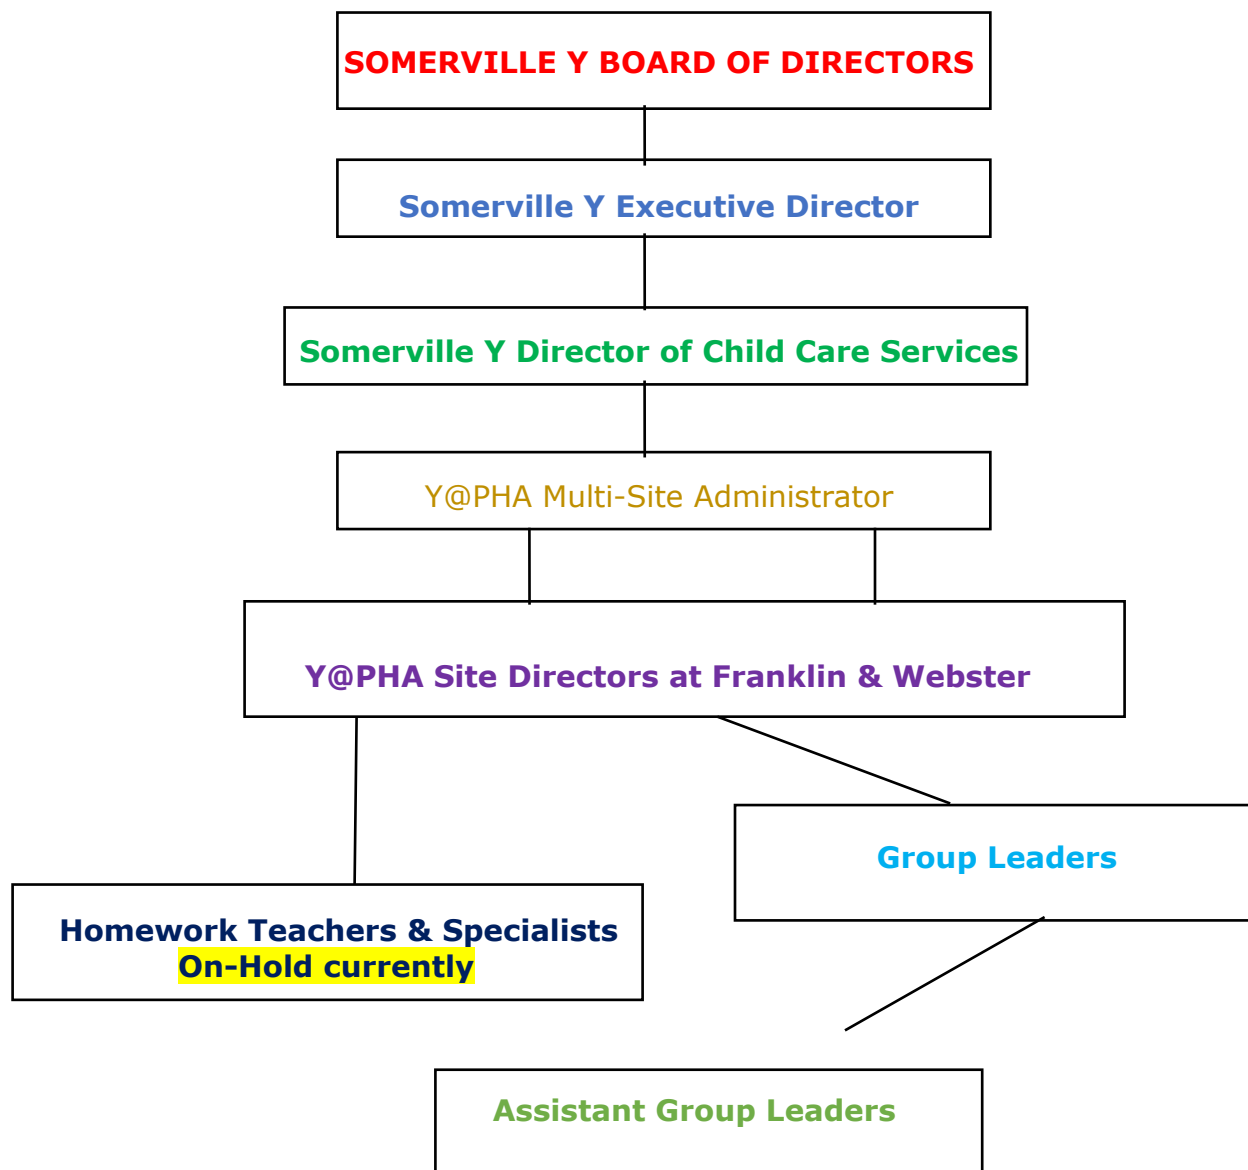 SOMERVILLE Y BOARD OF DIRECTORS
Somerville Y Executive Director
Somerville Y Director of Child Care Services
Y@PHA Multi-Site Administrator
Y@PHA Site Directors at Franklin & Webster
Group Leaders
Homework Teachers & Specialists
On-Hold currently
Assistant Group Leaders